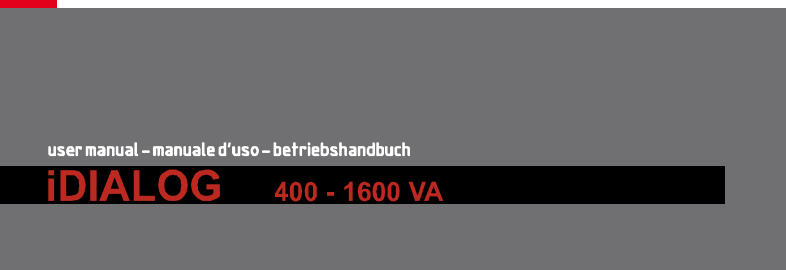 user manual – manuale d'uso – betriebshandbuch
iDIALOG 400 - 1600 VA